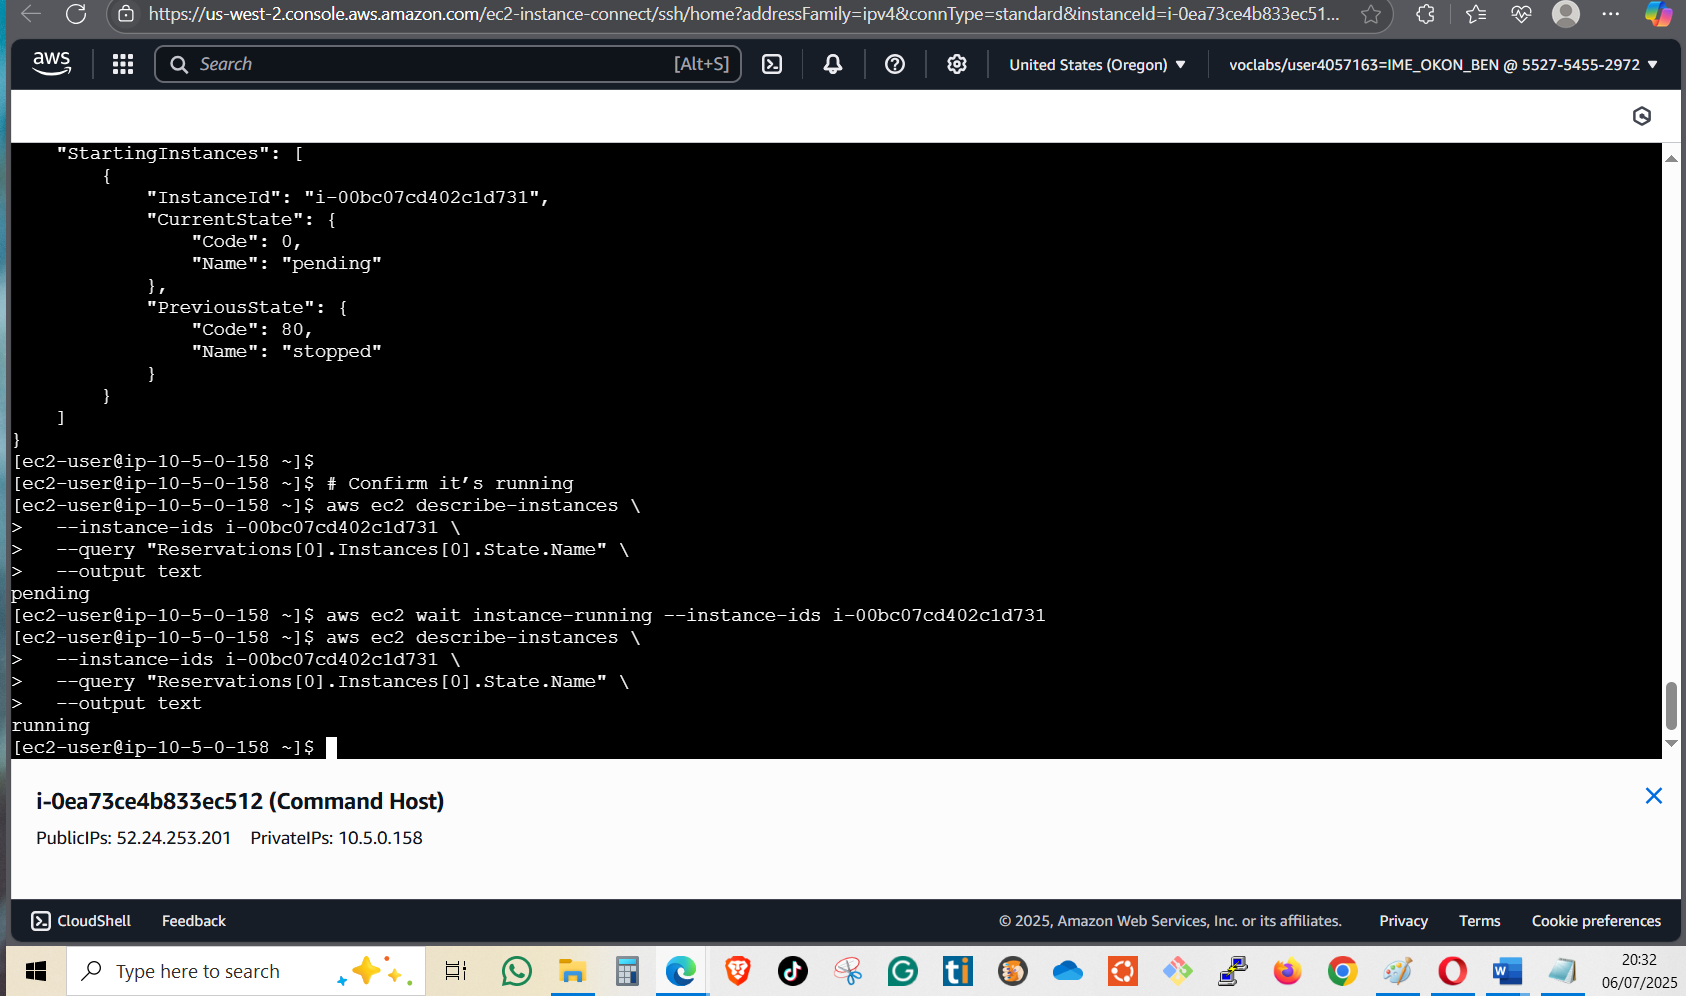 https://us-west-2.console.aws.amazon.com/ec2-instance-connect/ssh/home?addressFamily=ipv4&connType=standard&instanceId=i-0ea73ce4b833ec51...
aws
Search [Alt+S]
United States (Oregon)
voclabs/user4057163=IME_OKON_BEN @ 5527-5455-2972
"StartingInstances": [
{
"InstanceId": "i-00bc07cd402c1d731",
"CurrentState": {
"Code": 0,
"Name": "pending"
},
"PreviousState": {
"Code": 80,
"Name": "stopped"
}
}
]
}
[ec2-user@ip-10-5-0-158 ~]$
[ec2-user@ip-10-5-0-158 ~]$ # Confirm it’s running
[ec2-user@ip-10-5-0-158 ~]$ aws ec2 describe-instances \
>   --instance-ids i-00bc07cd402c1d731 \
>   --query "Reservations[0].Instances[0].State.Name" \
>   --output text
pending
[ec2-user@ip-10-5-0-158 ~]$ aws ec2 wait instance-running --instance-ids i-00bc07cd402c1d731
[ec2-user@ip-10-5-0-158 ~]$ aws ec2 describe-instances \
>   --instance-ids i-00bc07cd402c1d731 \
>   --query "Reservations[0].Instances[0].State.Name" \
>   --output text
running
[ec2-user@ip-10-5-0-158 ~]$
i-0ea73ce4b833ec512 (Command Host)
PublicIPs: 52.24.253.201 PrivateIPs: 10.5.0.158
CloudShell Feedback © 2025, Amazon Web Services, Inc. or its affiliates. Privacy Terms Cookie preferences
Type here to search
20:32
06/07/2025